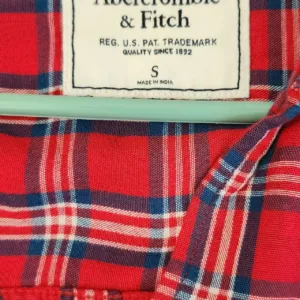 Abercrombie
& Fitch
REG. U.S. PAT. TRADEMARK
QUALITY SINCE 1892
S
MADE IN INDIA